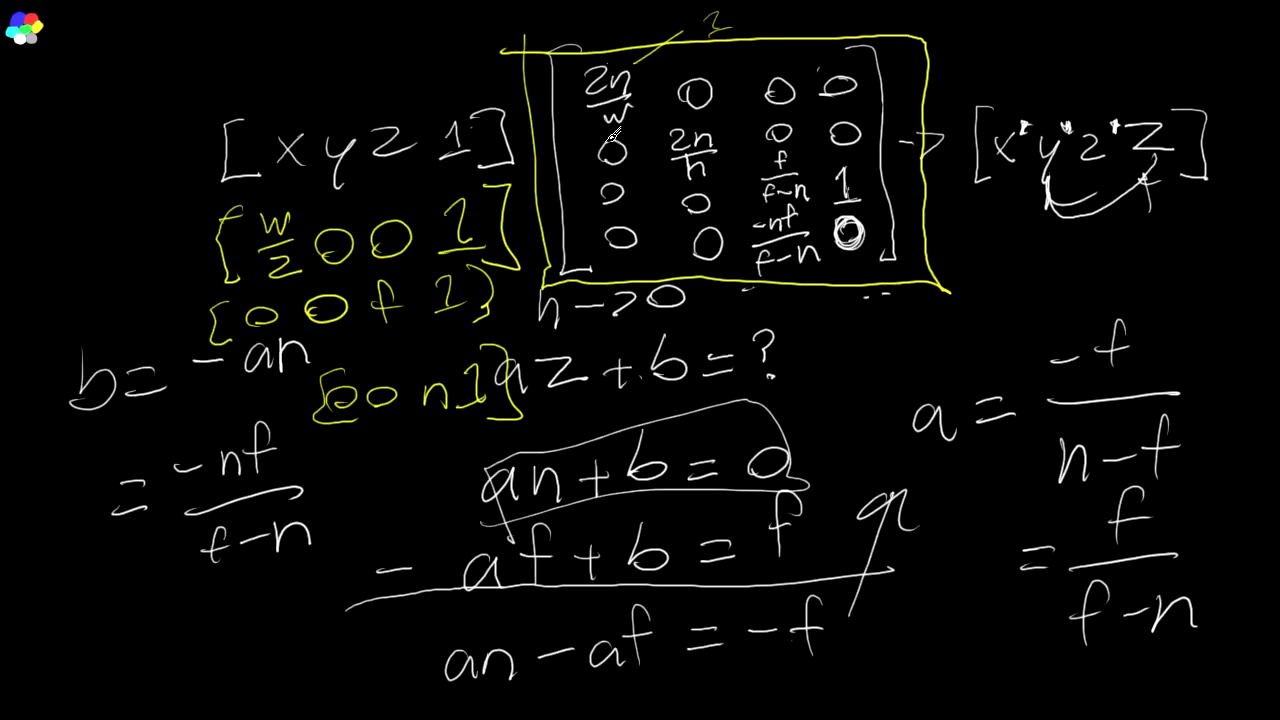 1
[x y z 1] [2n/w 0 0 0 -> [x' y' z' z]
0 2n/h 0 0
0 0 f/f-n 1
0 0 -nf/f-n 0]
[w/2 0 0 1]
[0 0 f 1]
n->0
[0 0 n 1]
az + b = ?
b = -an
= -nf/f-n
an + b = 0
- af + b = f
an - af = -f
a = -f/n-f
= f/f-n